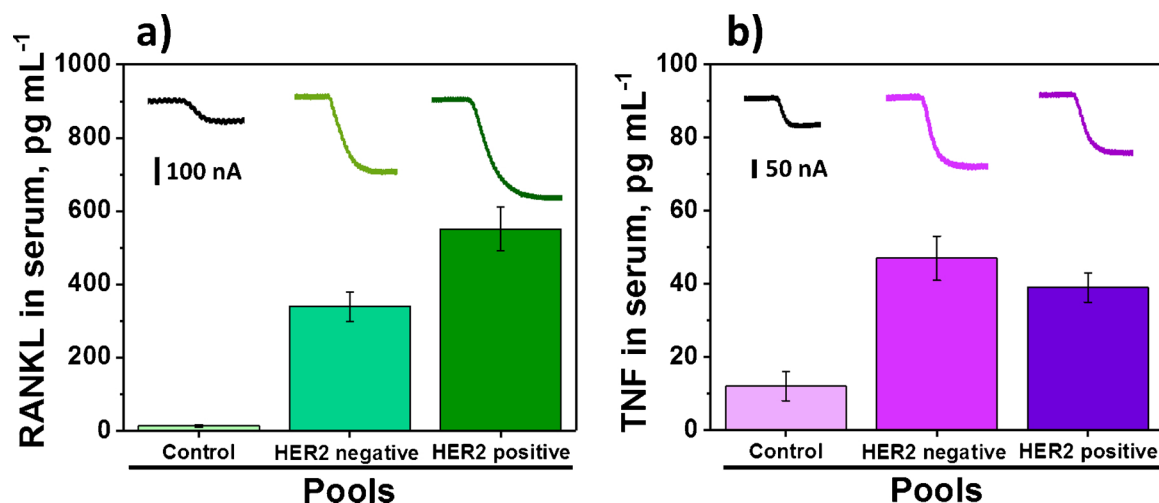 a)
RANKL in serum, pg mL⁻¹
1000
800
600
400
200
0
100 nA
Control
HER2 negative
HER2 positive
Pools
b)
TNF in serum, pg mL⁻¹
100
80
60
40
20
0
50 nA
Control
HER2 negative
HER2 positive
Pools